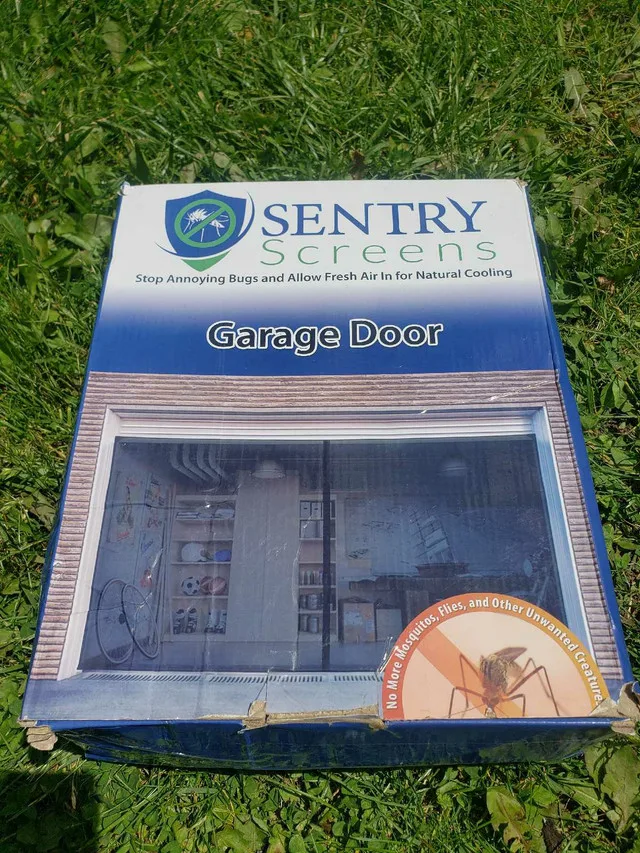 SENTRY
Screens
Stop Annoying Bugs and Allow Fresh Air In for Natural Cooling
Garage Door
No More Mosquitos, Flies, and Other Unwanted Creatures